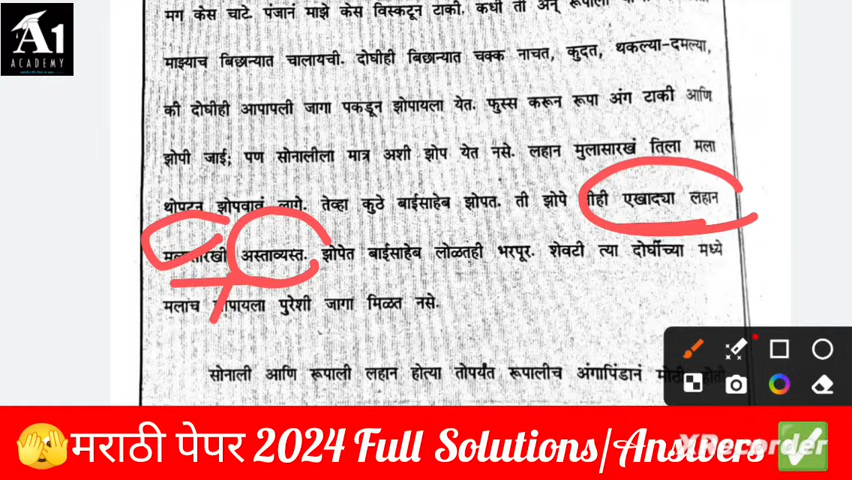 A1
ACADEMY
मग केस चाटे. पंजानं माझे केस विस्कटून टाकी. कधी ती अन् रूपाली
माझ्याच बिछान्यात चालायची. दोघीही बिछान्यात चक्क नाचत, कुदत, थकल्या-दमल्या,
की दोघीही आपापली जागा पकडून झोपायला येत. फुस्स करून रूपा अंग टाकी आणि
झोपी जाई; पण सोनालीला मात्र अशी झोप येत नसे. लहान मुलासारखं तिला मला
थोपटून झोपवावं लागे. तेव्हा कुठे बाईसाहेब झोपत. ती झोपे एखाद्या लहान
अस्ताव्यस्त. झोपेत बाईसाहेब लोळतही भरपूर. शेवटी त्या दोघींच्या मध्ये
मलाच झोपायला पुरेशी जागा मिळत नसे.
सोनाली आणि रूपाली लहान होत्या तोपर्यंत रूपालीच अंगापिंडानं
मराठी पेपर 2024 Full Solutions/Answers
XRecorder